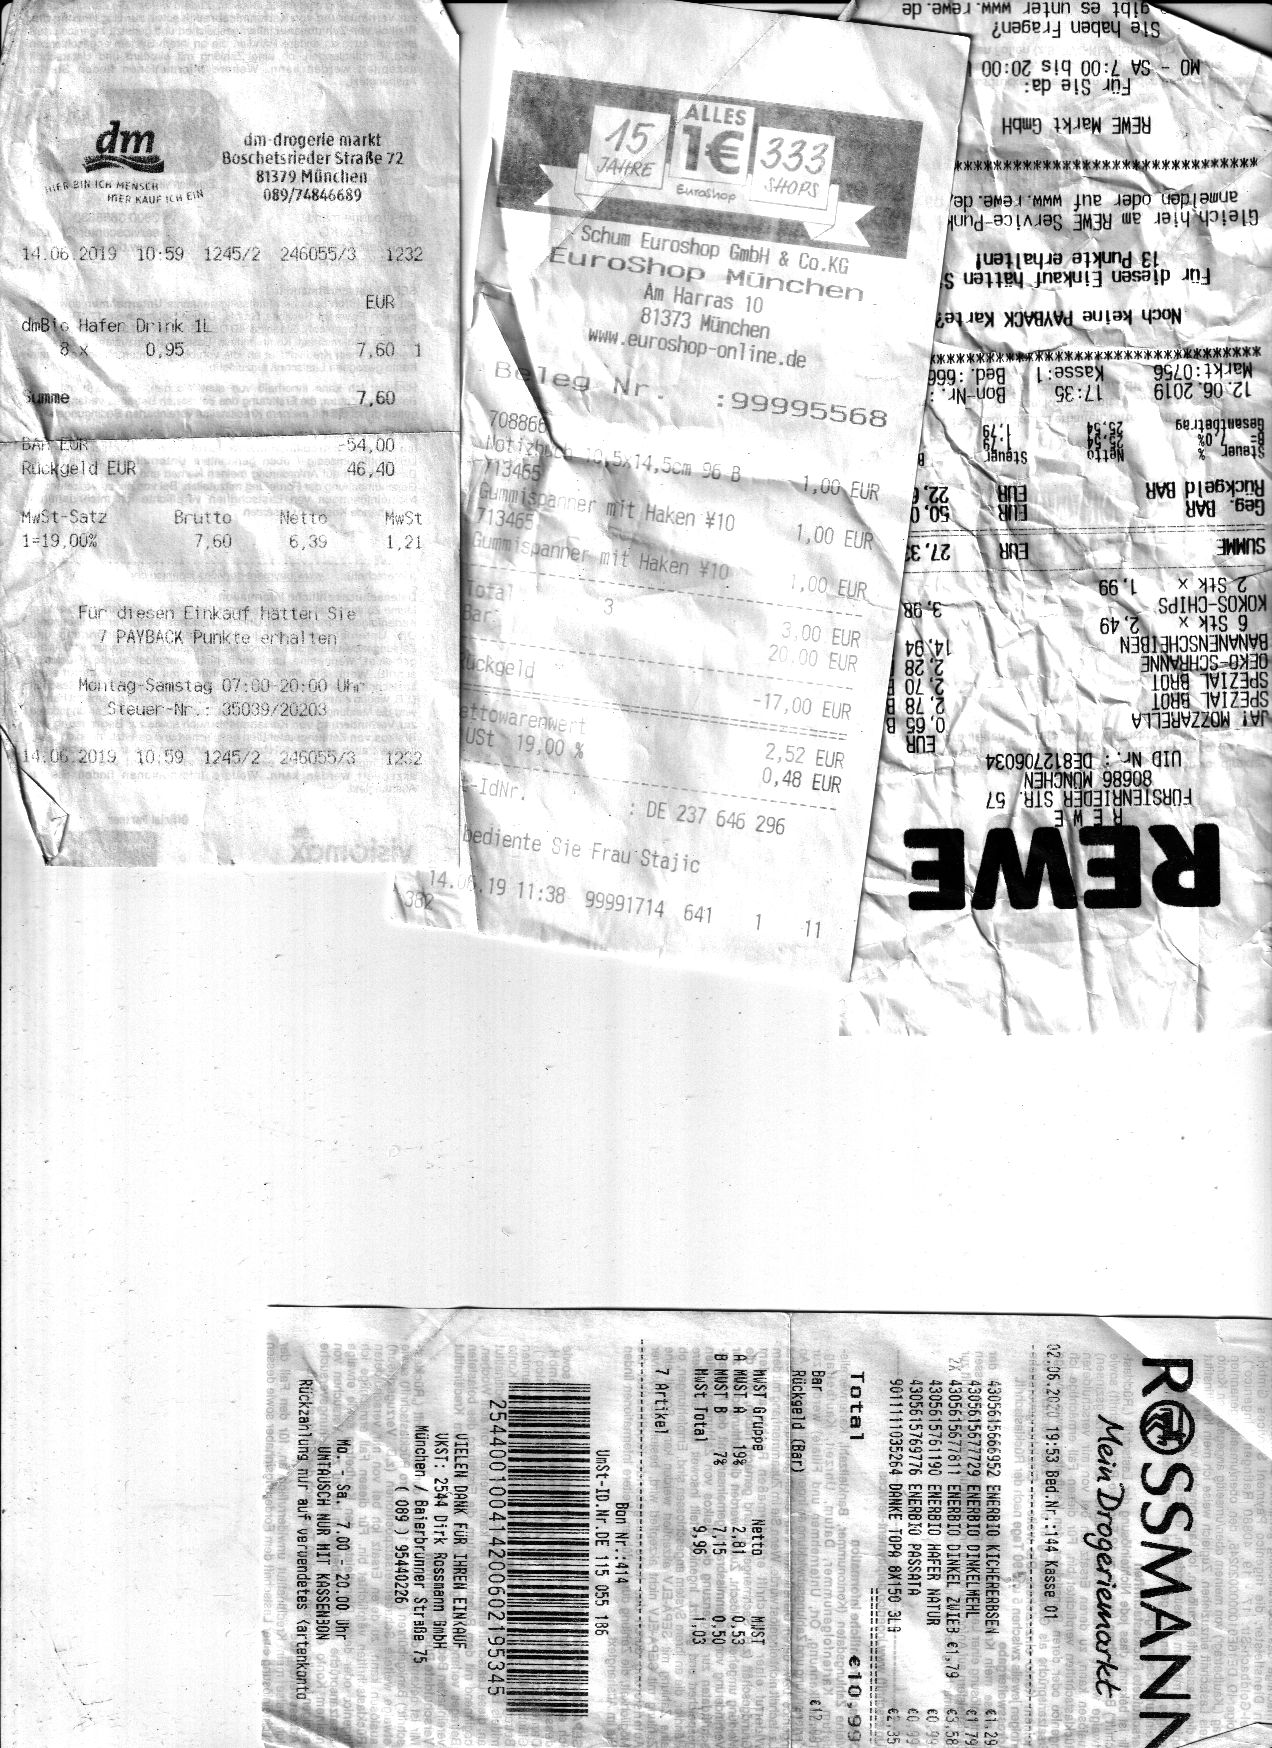 dm
HIER BIN ICH MENSCH
HIER KAUF ICH EIN
dm-drogerie markt
Boschetsrieder Straße 72
81379 München
089/74846689
14.06.2019 10:59 1245/2 246055/3 1232
EUR
dmBio Hafer Drink 1L
8 x 0,95 7,60 1
Summe 7,60
BAR EUR -54,00
Rückgeld EUR 46,40
MwSt-Satz Brutto Netto MwSt
1=19,00% 7,60 6,39 1,21
Für diesen Einkauf hätten Sie
7 PAYBACK Punkte erhalten
Montag-Samstag 07:00-20:00 Uhr
Steuer-Nr.: 35039/20203
14.06.2019 10:59 1245/2 246055/3 1232
15 JAHRE
ALLES 1€ EuroShop
333 SHOPS
Schum Euroshop GmbH & Co.KG
EuroShop München
Am Harras 10
81373 München
www.euroshop-online.de
Beleg Nr. :99995568
708866
Notizbuch 10,5x14,5cm 96 B 1,00 EUR
713465
Gummispanner mit Haken ¥10 1,00 EUR
713465
Gummispanner mit Haken ¥10 1,00 EUR
Total 3 3,00 EUR
Bar 20,00 EUR
Rückgeld -17,00 EUR
ettowarenwert 2,52 EUR
USt 19,00 % 0,48 EUR
-IdNr. : DE 237 646 296
bediente Sie Frau Stajic
14.06.19 11:38 99991714 641 1 11
382
REWE
REWE
FÜRSTENRIEDER STR. 57
80686 MÜNCHEN
UID Nr.: DE812706034
EUR
JA! MOZZARELLA 0,65 B
SPEZIAL BROT 2,78 B
SPEZIAL BROT 2,70
OEKO-SCHRANNE 2,28
BANANENSCHEIBEN 14,94
6 Stk x 2,49
KOKOS-CHIPS 3,98
2 Stk x 1,99
SUMME EUR 27,3
Geg. BAR EUR 50,0
Rückgeld BAR EUR 22,6
Steuer % Netto Steuer
B= 7,0% 25,54 1,79
Gesamtbetrag 25,54 1,79
12.06.2019 17:35 Bon-Nr.:
Markt:0756 Kasse:1 Bed.:666
Noch keine PAYBACK Karte?
Für diesen Einkauf hätten S
13 Punkte erhalten!
Gleich hier am REWE Service-Punk
anmelden oder auf www.rewe.de/
REWE Markt GmbH
Für Sie da:
MO - SA 7:00 bis 20:00
Sie haben Fragen?
gibt es unter www.rewe.de
ROSSMANN
Mein Drogeriemarkt
02.06.2020 19:53 Bed.Nr.:144 Kasse 01
4305615666952 ENERBIO KICHERERBSEN €1,29
4305615677729 ENERBIO DINKELMEHL €1,79
2X 4305615677811 ENERBIO DINKEL ZWIEB €1,79 €3,58
4305615761190 ENERBIO HAFER NATUR €0,99
4305615769776 ENERBIO PASSATA €0,99
9011111035264 DANKE TOPA 8X150 3LG €2,35
Total €10,99
Bar
Rückgeld (Bar)
MWST Gruppe Netto MWST
A MWST A 19% 2,81 0,53
B MWST B 7% 7,15 0,50
MwSt Total 9,96 1,03
7 Artikel
Bon Nr.:414
UmSt-ID.Nr.DE 115 055 186
2544001004142006021953​45
VIELEN DANK FÜR IHREN EINKAUF
VKST: 2544 Dirk Rossmann GmbH
München / Baierbrunner Straße 75
( 089 ) 95440226
Mo. - Sa. 7.00 - 20.00 Uhr
UMTAUSCH NUR MIT KASSENBON
Rückzahlung nur auf verwendetes Kartenkonto